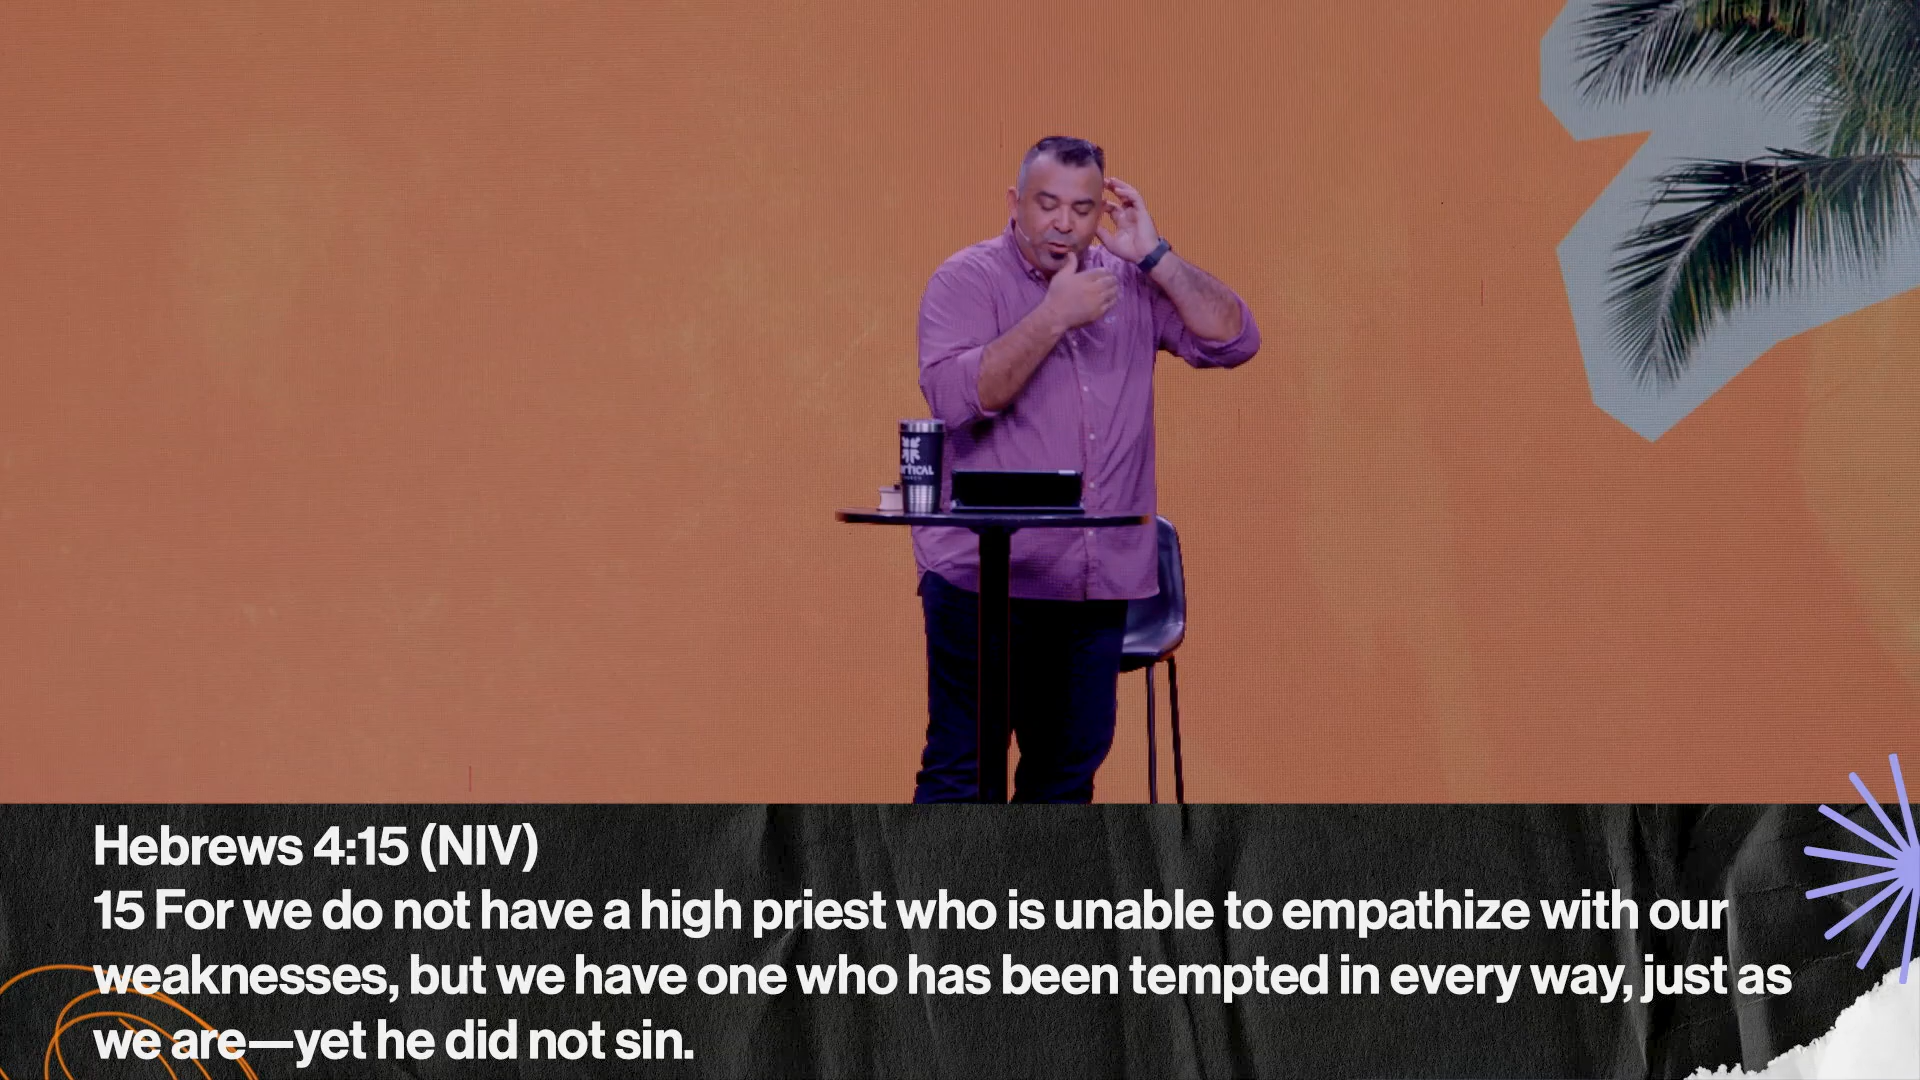 Hebrews 4:15 (NIV)
15 For we do not have a high priest who is unable to empathize with our
weaknesses, but we have one who has been tempted in every way, just as
we are—yet he did not sin.